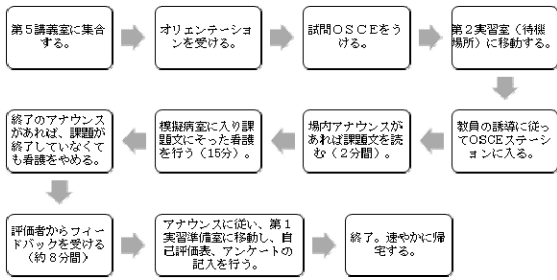 第5講義室に集合
する。
オリエンテーショ
ンを受ける。
試問OSCEをう
ける。
第2実習室（待機
場所）に移動する。
教員の誘導に従っ
てOSCEステーショ
ンに入る。
場内アナウンスが
あれば課題文を読
む（2分間）。
模擬病室に入り課
題文にそった看護
を行う（15分）。
終了のアナウンス
があれば、課題が
終了していなくて
も看護をやめる。
評価者からフィー
ドバックを受ける
（約8分間）
アナウンスに従い、第1
実習準備室に移動し、自
己評価表、アンケートの
記入を行う。
終了。速やかに帰
宅する。